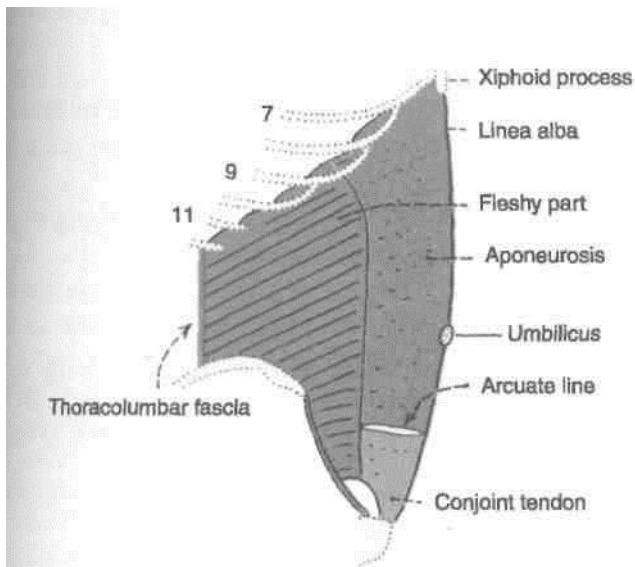 Xiphoid process
7
Linea alba
9
Fleshy part
11
Aponeurosis
Umbilicus
Arcuate line
Thoracolumbar fascia
Conjoint tendon